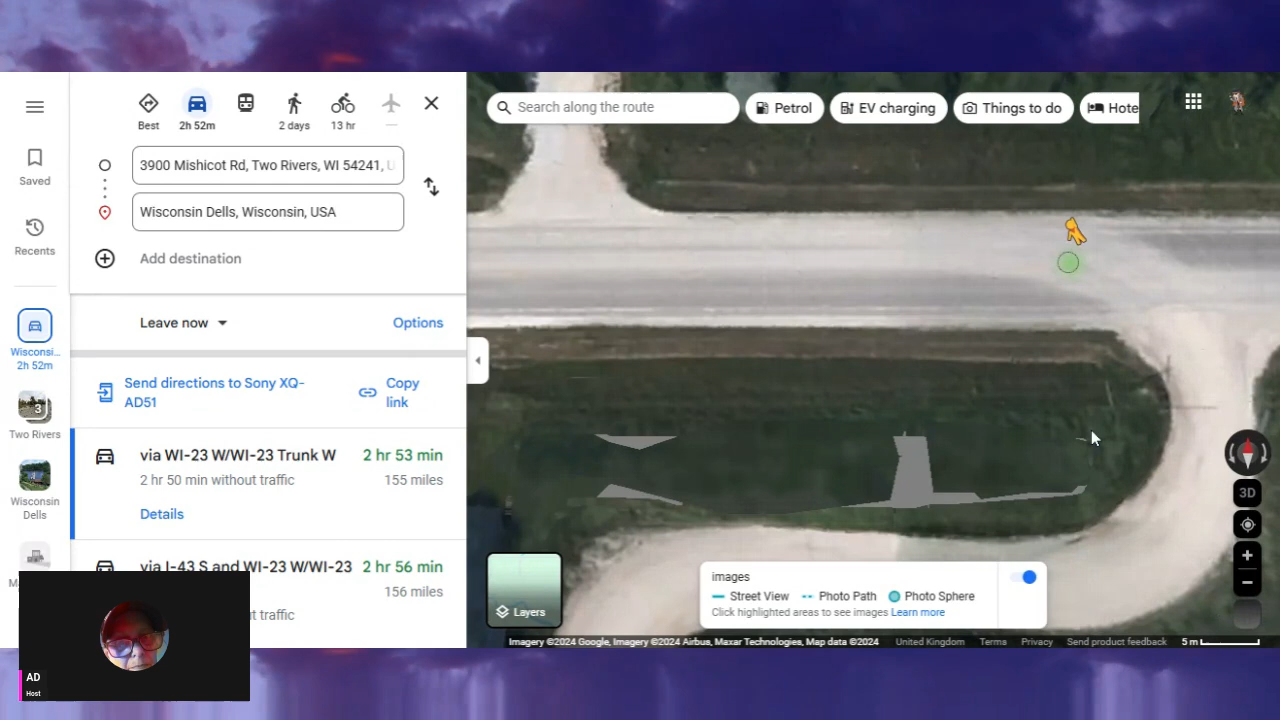 Best
2h 52m
2 days
13 hr
3900 Mishicot Rd, Two Rivers, WI 54241,
Wisconsin Dells, Wisconsin, USA
Add destination
Leave now
Options
Send directions to Sony XQ-
AD51
Copy
link
via WI-23 W/WI-23 Trunk W
2 hr 53 min
2 hr 50 min without traffic
155 miles
Details
via I-43 S and WI-23 W/WI-23
2 hr 56 min
156 miles
out traffic
Saved
Recents
Wisconsi...
2h 52m
3
Two Rivers
Wisconsin
Dells
AD
Host
Search along the route
Petrol
EV charging
Things to do
Hote
3D
Layers
images
Street View
Photo Path
Photo Sphere
Click highlighted areas to see images Learn more
Imagery ©2024 Google, Imagery ©2024 Airbus, Maxar Technologies, Map data ©2024
United Kingdom
Terms
Privacy
Send product feedback
5 m